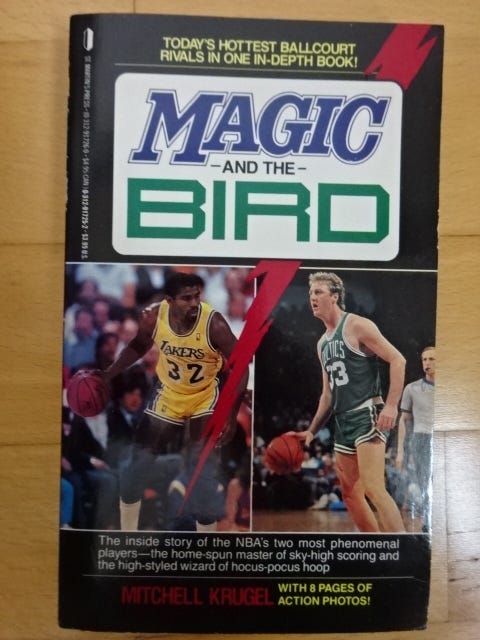 TODAY'S HOTTEST BALLCOURT
RIVALS IN ONE IN-DEPTH BOOK!
MAGIC
-AND THE-
BIRD
LAKERS
32
CELTICS
33
The inside story of the NBA's two most phenomenal
players—the home-spun master of sky-high scoring and
the high-styled wizard of hocus-pocus hoop
MITCHELL KRUGEL
WITH 8 PAGES OF
ACTION PHOTOS!